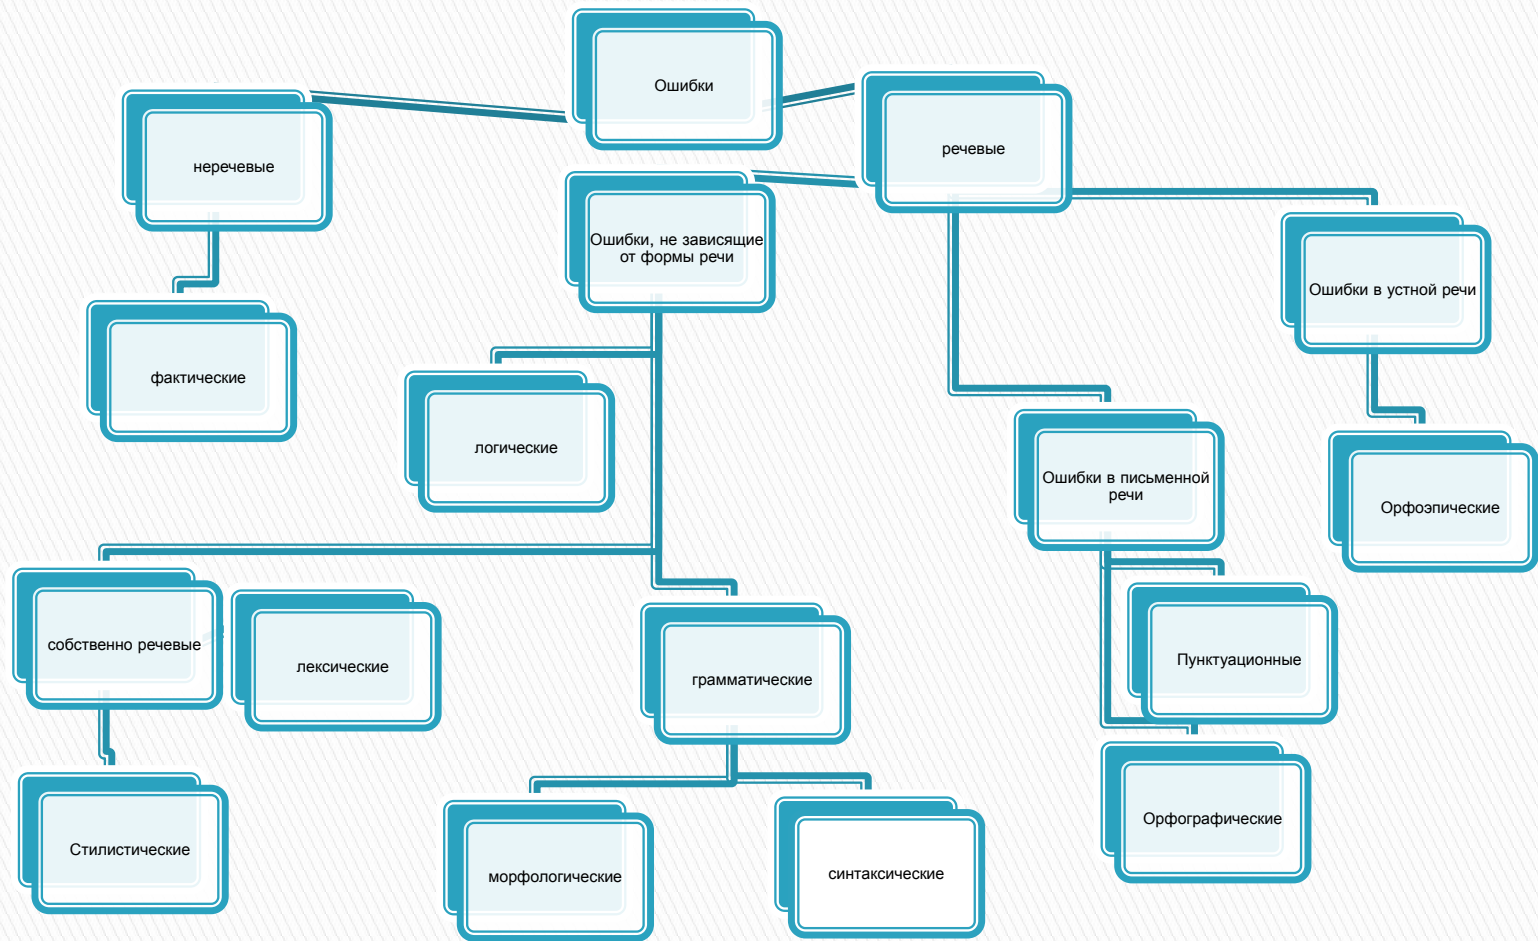 Ошибки
неречевые
речевые
Ошибки, не зависящие
от формы речи
Ошибки в устной речи
фактические
логические
Ошибки в письменной
речи
Орфоэпические
собственно речевые
лексические
грамматические
Пунктуационные
Стилистические
морфологические
синтаксические
Орфографические